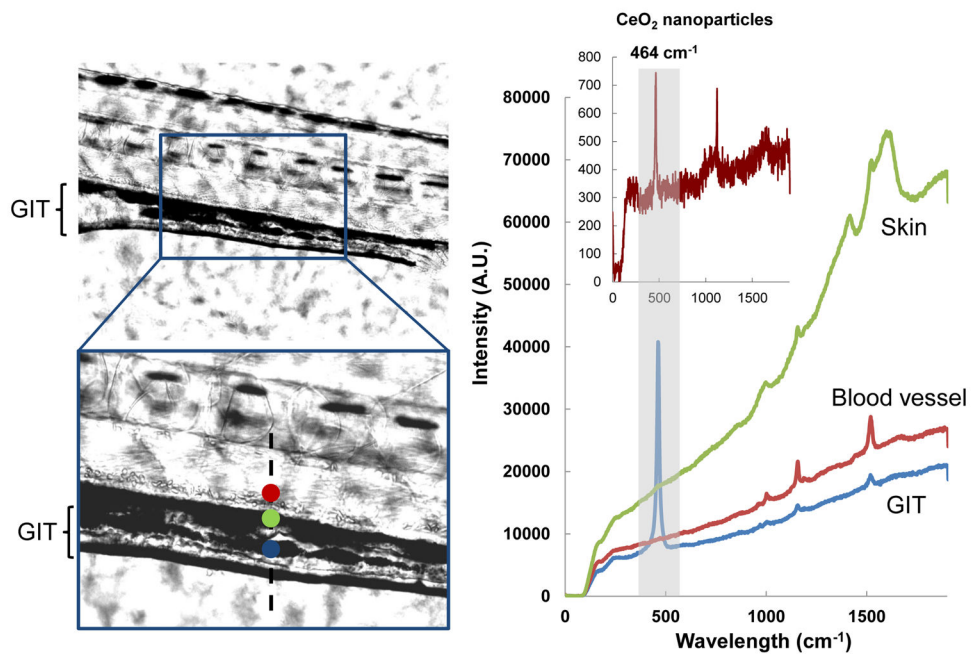 GIT
GIT
CeO₂ nanoparticles
464 cm⁻¹
800
700
600
500
400
300
200
100
0
0 500 1000 1500
80000
70000
60000
50000
40000
30000
20000
10000
0
0 500 1000 1500
Intensity (A.U.)
Wavelength (cm⁻¹)
Skin
Blood vessel
GIT